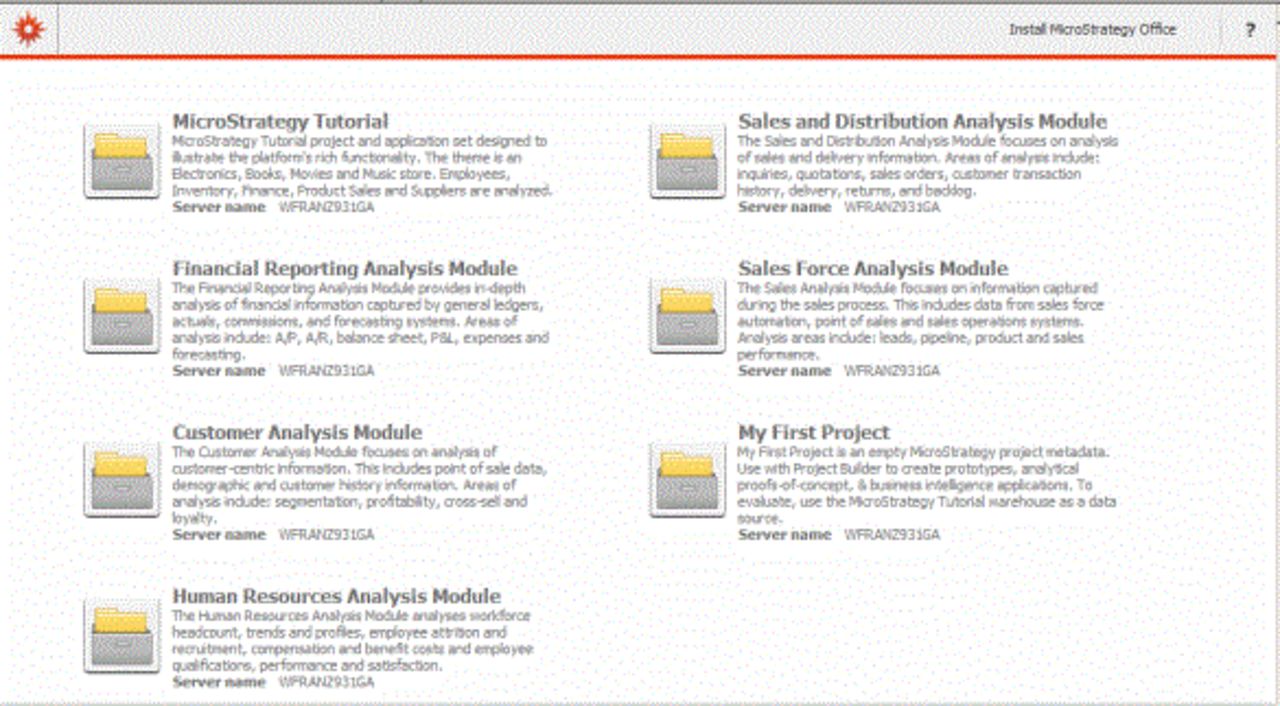 Install MicroStrategy Office
?
MicroStrategy Tutorial
MicroStrategy Tutorial project and application set designed to
illustrate the platform's rich functionality. The theme is an
Electronics, Books, Movies and Music store. Employees,
Inventory, Finance, Product Sales and Suppliers are analyzed.
Server name WFRANZ931GA
Sales and Distribution Analysis Module
The Sales and Distribution Analysis Module focuses on analysis
of sales and delivery information. Areas of analysis include:
inquiries, quotations, sales orders, customer transaction
history, delivery, returns, and backlog.
Server name WFRANZ931GA
Financial Reporting Analysis Module
The Financial Reporting Analysis Module provides in-depth
analysis of financial information captured by general ledgers,
actuals, commissions, and forecasting systems. Areas of
analysis include: A/P, A/R, balance sheet, P&L, expenses and
forecasting.
Server name WFRANZ931GA
Sales Force Analysis Module
The Sales Analysis Module focuses on information captured
during the sales process. This includes data from sales force
automation, point of sales and sales operations systems.
Analysis areas include: leads, pipeline, product and sales
performance.
Server name WFRANZ931GA
Customer Analysis Module
The Customer Analysis Module focuses on analysis of
customer-centric information. This includes point of sale data,
demographic and customer history information. Areas of
analysis include: segmentation, profitability, cross-sell and
loyalty.
Server name WFRANZ931GA
My First Project
My First Project is an empty MicroStrategy project metadata.
Use with Project Builder to create prototypes, analytical
proofs-of-concept, & business intelligence applications. To
evaluate, use the MicroStrategy Tutorial warehouse as a data
source.
Server name WFRANZ931GA
Human Resources Analysis Module
The Human Resources Analysis Module analyses workforce
headcount, trends and profiles, employee attrition and
recruitment, compensation and benefit costs and employee
qualifications, performance and satisfaction.
Server name WFRANZ931GA